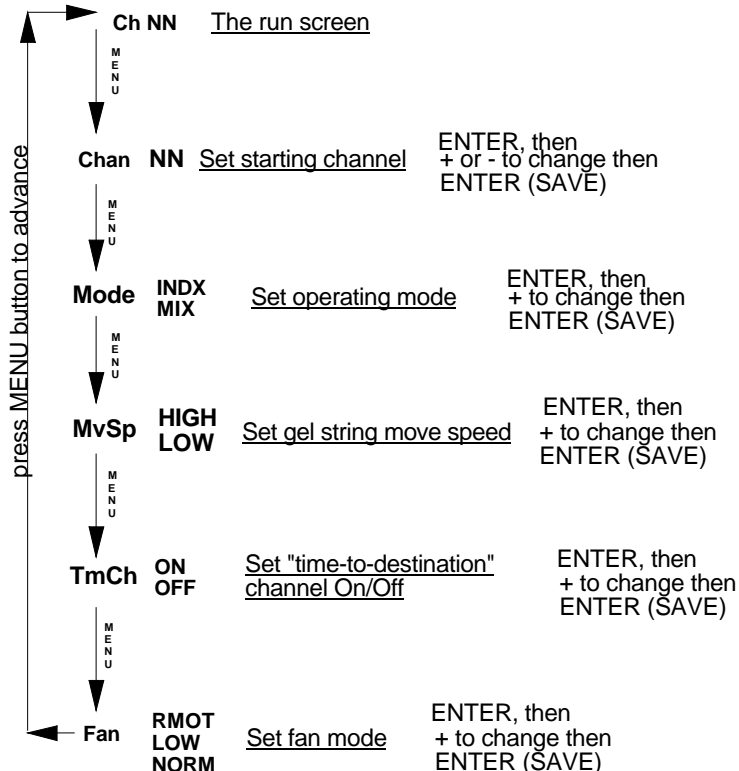 Ch NN The run screen
MENU
Chan NN Set starting channel ENTER, then
+ or - to change then
ENTER (SAVE)
MENU
Mode INDX Set operating mode ENTER, then
MIX + to change then
ENTER (SAVE)
MENU
MvSp HIGH Set gel string move speed ENTER, then
LOW + to change then
ENTER (SAVE)
MENU
TmCh ON Set "time-to-destination" ENTER, then
OFF channel On/Off + to change then
ENTER (SAVE)
MENU
Fan RMOT Set fan mode ENTER, then
LOW + to change then
NORM ENTER (SAVE)
press MENU button to advance